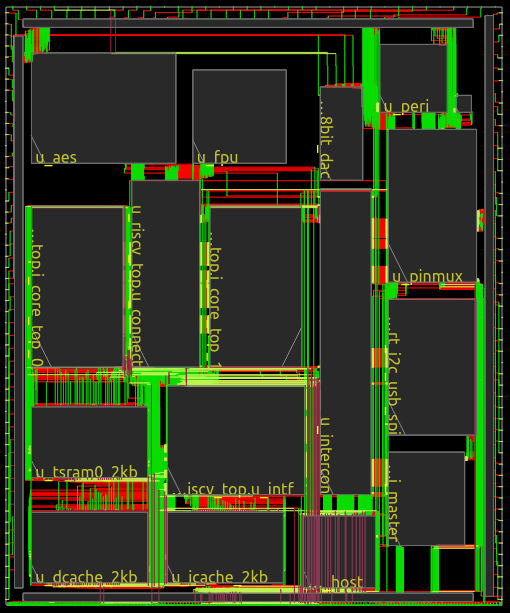 u_peri
...8bit_dac
u_aes
u_fpu
u_riscv_top.u_connect
...top.i_core_top_0
...top.i_core_top_1
u_pinmux
...rt_i2c_usb_spi
u_intercon
...i_master
u_tsram0_2kb
...iscv_top.u_intf
u_dcache_2kb
u_icache_2kb
...host